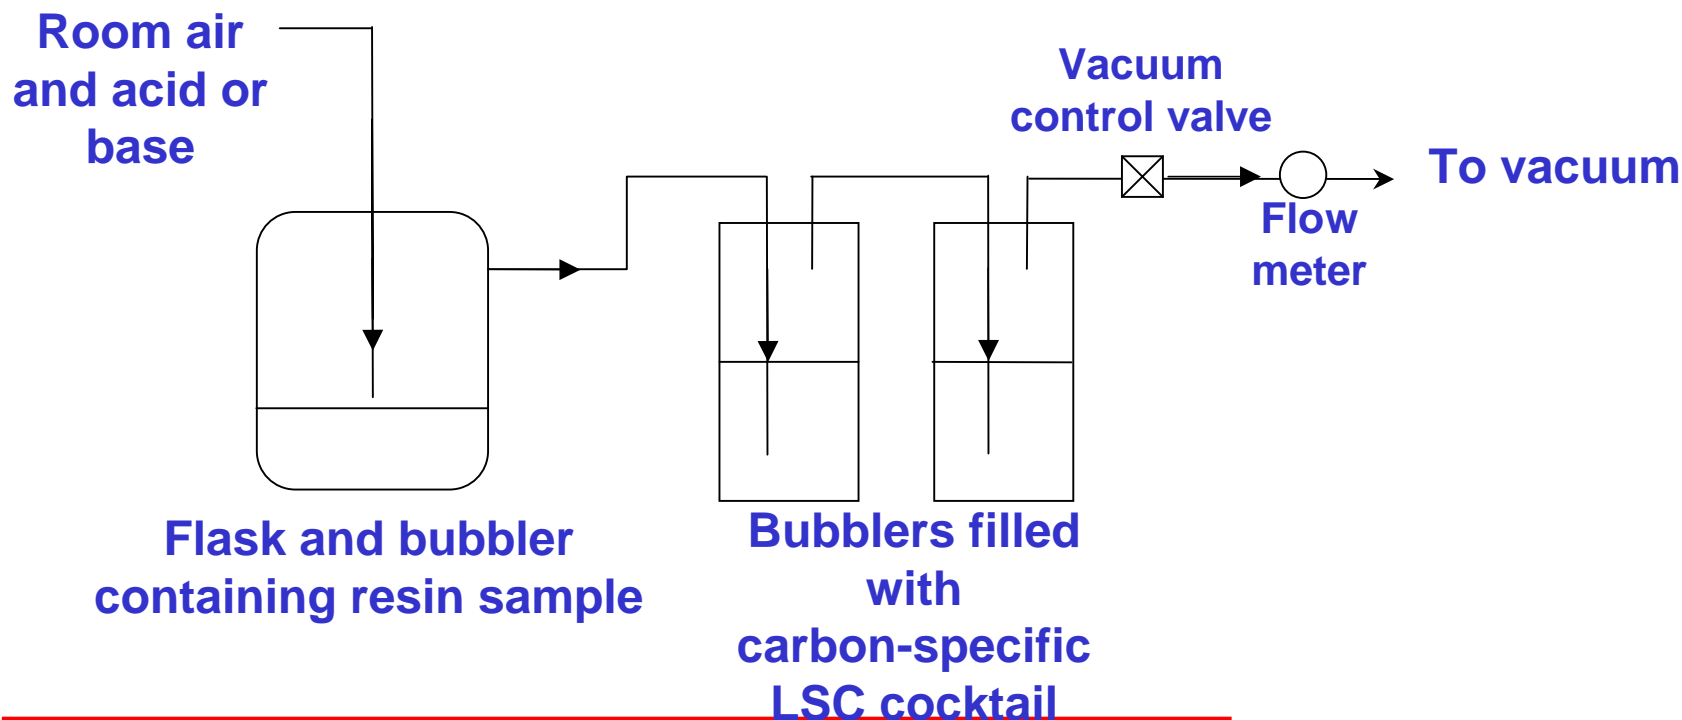 Room air
and acid or
base
Vacuum
control valve
To vacuum
Flow
meter
Flask and bubbler
containing resin sample
Bubblers filled
with
carbon-specific
LSC cocktail